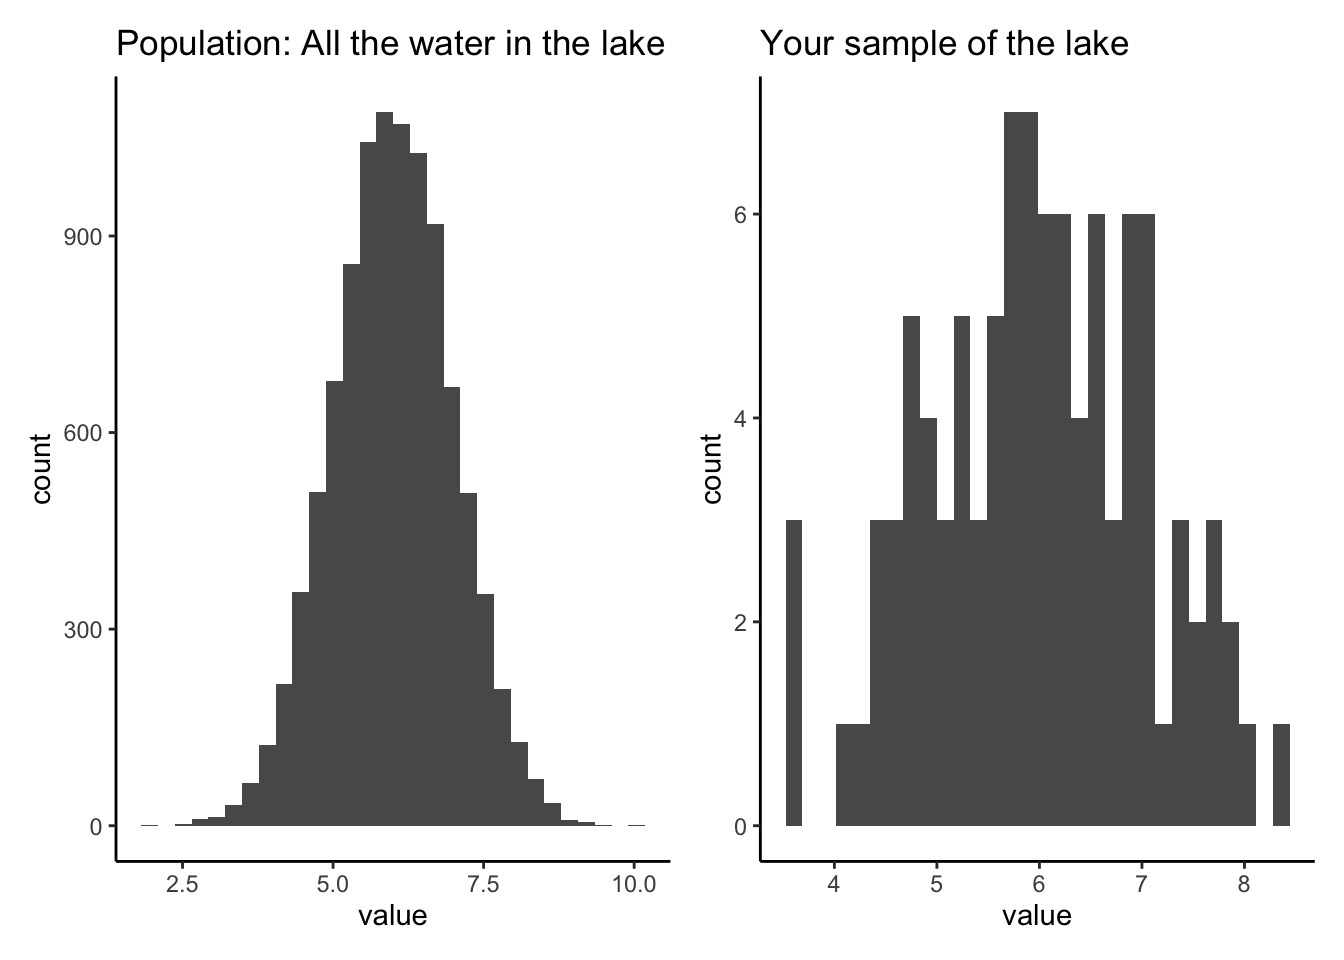 Population: All the water in the lake
count
900
600
300
0
2.5 5.0 7.5 10.0
value
Your sample of the lake
count
6
4
2
0
4 5 6 7 8
value